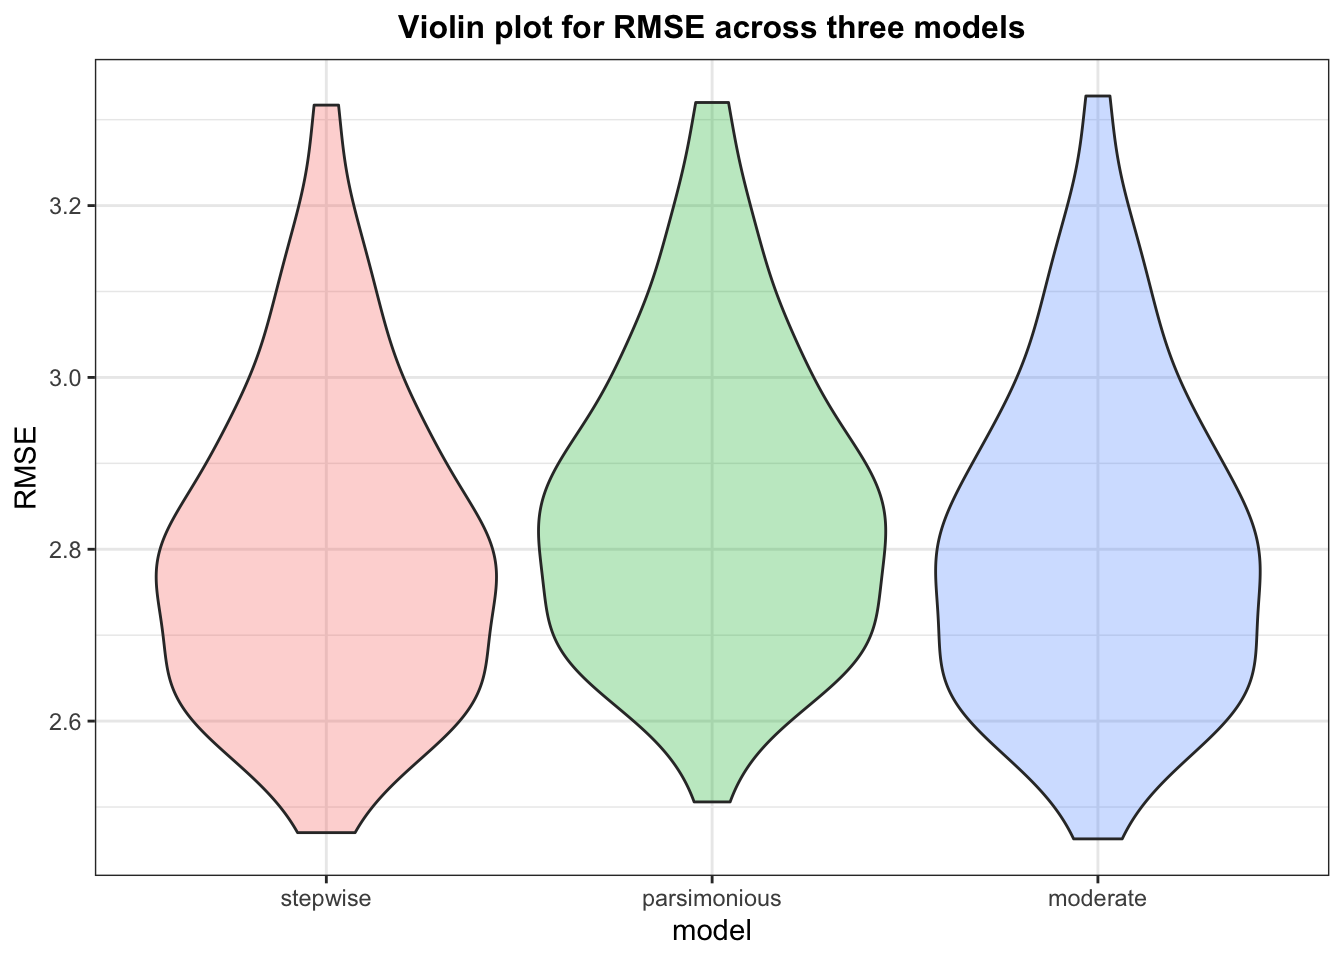 Violin plot for RMSE across three models
RMSE
3.2
3.0
2.8
2.6
stepwise parsimonious moderate
model